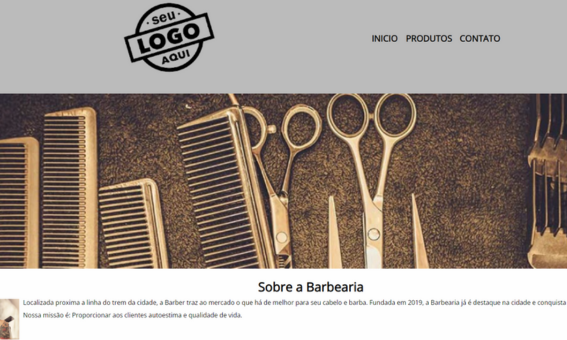 · seu ·
LOGO
AQUI
INICIO PRODUTOS CONTATO
Sobre a Barbearia
Localizada proxima a linha do trem da cidade, a Barber traz ao mercado o que há de melhor para seu cabelo e barba. Fundada em 2019, a Barbearia já é destaque na cidade e conquista
Nossa missão é: Proporcionar aos clientes autoestima e qualidade de vida.